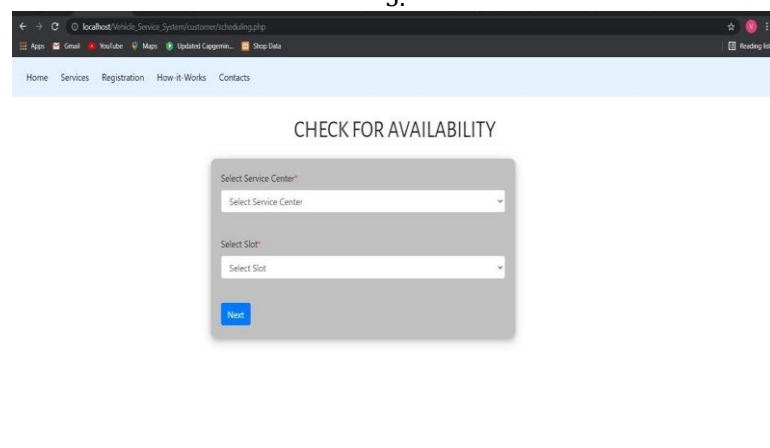 localhost/Vehicle_Service_System/customer/scheduling.php
V
Apps Gmail YouTube Maps Updated Capgemin... Shop Data Reading list
Home Services Registration How-it-Works Contacts
CHECK FOR AVAILABILITY
Select Service Center*
Select Service Center
Select Slot*
Select Slot
Next